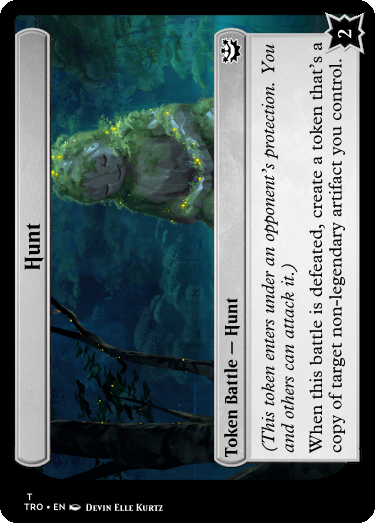 Hunt
Token Battle — Hunt
(This token enters under an opponent's protection. You
and others can attack it.)
When this battle is defeated, create a token that's a
copy of target non-legendary artifact you control.
2
T
TRO • EN DEVIN ELLE KURTZ